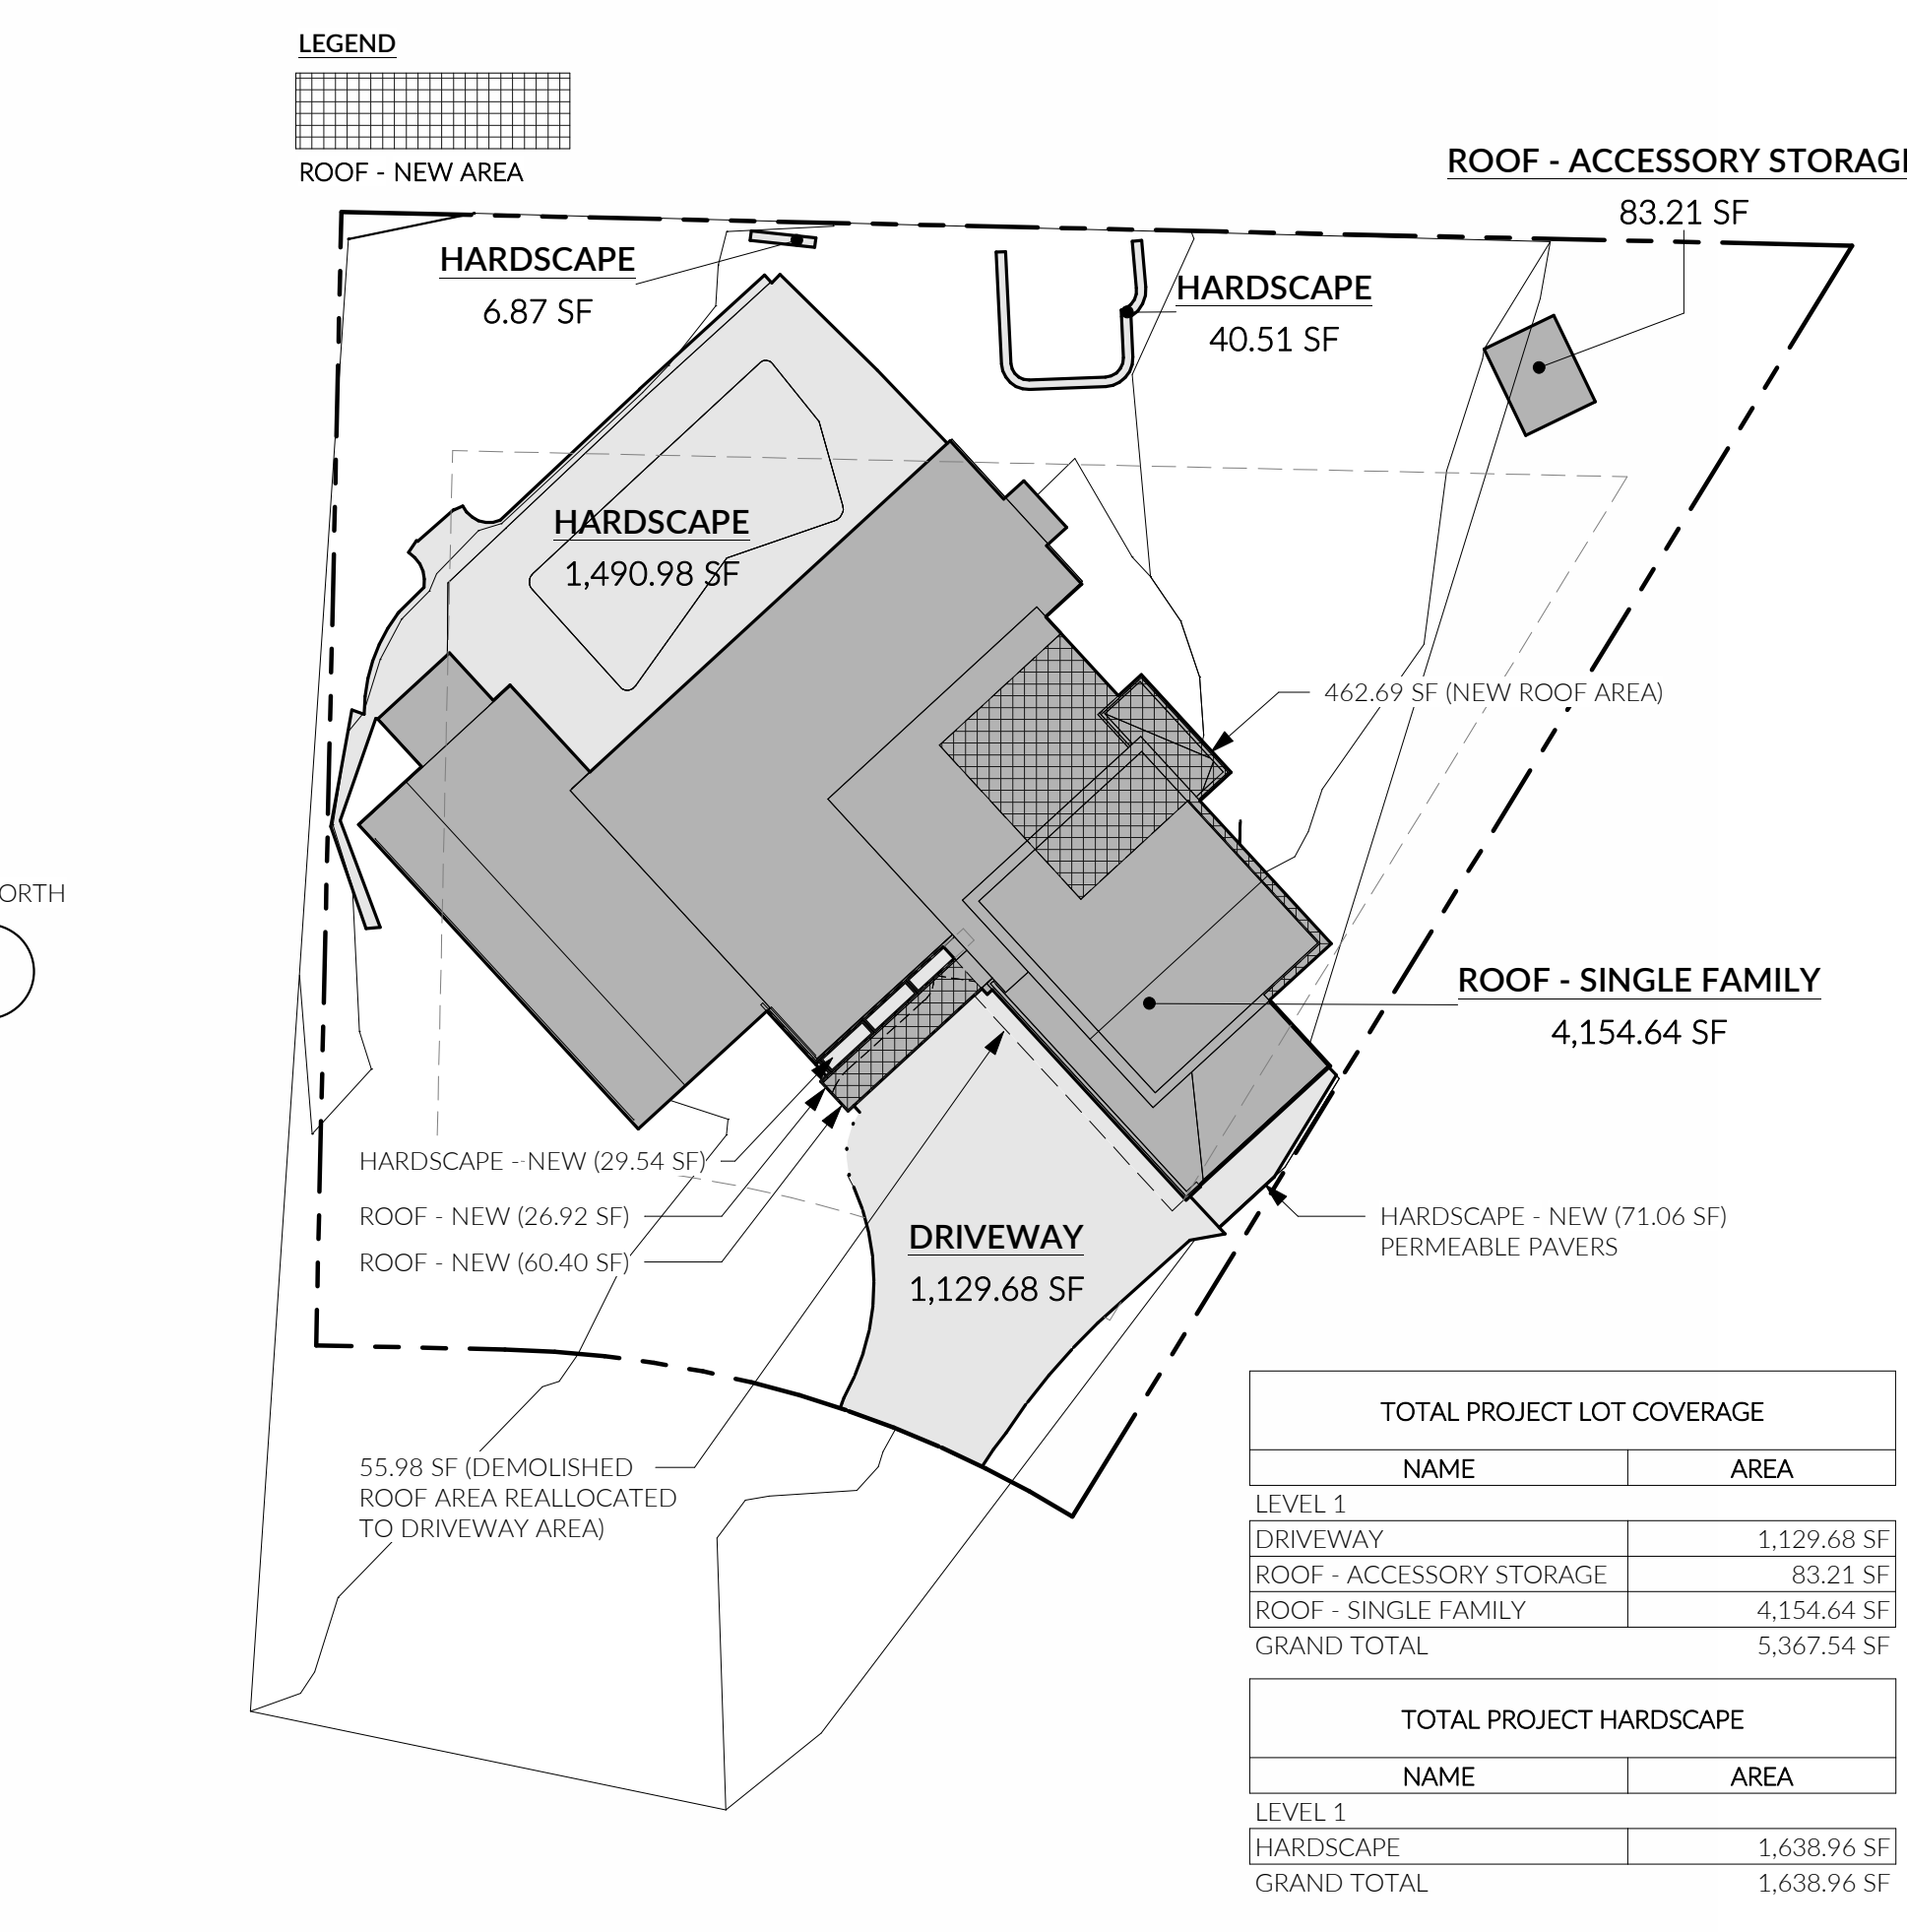 LEGEND
ROOF - NEW AREA
ROOF - ACCESSORY STORAGE
83.21 SF
HARDSCAPE
6.87 SF
HARDSCAPE
40.51 SF
HARDSCAPE
1,490.98 SF
462.69 SF (NEW ROOF AREA)
ORTH
ROOF - SINGLE FAMILY
4,154.64 SF
HARDSCAPE - NEW (29.54 SF)
ROOF - NEW (26.92 SF)
ROOF - NEW (60.40 SF)
DRIVEWAY
1,129.68 SF
HARDSCAPE - NEW (71.06 SF)
PERMEABLE PAVERS
55.98 SF (DEMOLISHED
ROOF AREA REALLOCATED
TO DRIVEWAY AREA)
TOTAL PROJECT LOT COVERAGE
NAME AREA
LEVEL 1
DRIVEWAY 1,129.68 SF
ROOF - ACCESSORY STORAGE 83.21 SF
ROOF - SINGLE FAMILY 4,154.64 SF
GRAND TOTAL 5,367.54 SF
TOTAL PROJECT HARDSCAPE
NAME AREA
LEVEL 1
HARDSCAPE 1,638.96 SF
GRAND TOTAL 1,638.96 SF